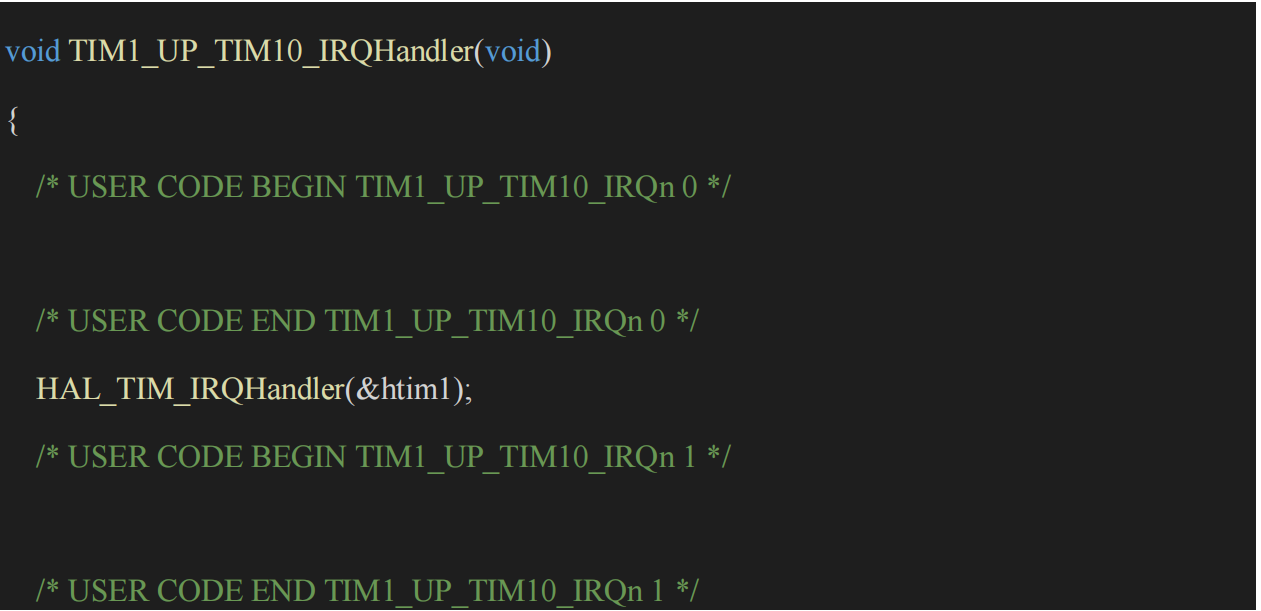 void TIM1_UP_TIM10_IRQHandler(void)
{
/* USER CODE BEGIN TIM1_UP_TIM10_IRQn 0 */
/* USER CODE END TIM1_UP_TIM10_IRQn 0 */
HAL_TIM_IRQHandler(&htim1);
/* USER CODE BEGIN TIM1_UP_TIM10_IRQn 1 */
/* USER CODE END TIM1_UP_TIM10_IRQn 1 */